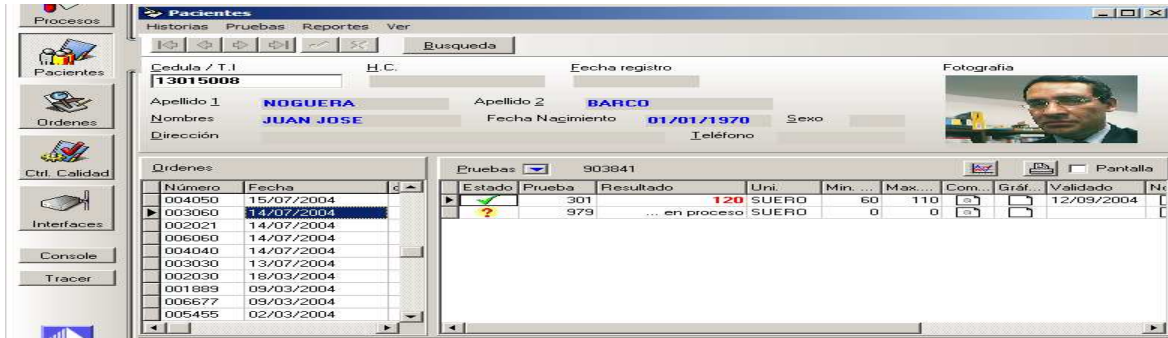 Procesos
Pacientes
Ordenes
Ctrl. Calidad
Interfaces
Console
Tracer
Pacientes
Historias Pruebas Reportes Ver
Busqueda
Cedula / T.I H.C. Fecha registro Fotografia
13015008
Apellido 1 NOGUERA Apellido 2 BARCO
Nombres JUAN JOSE Fecha Nacimiento 01/01/1970 Sexo
Dirección Teléfono
Ordenes
Número Fecha
004050 15/07/2004
003060 14/07/2004
002021 14/07/2004
006060 14/07/2004
004040 14/07/2004
003030 13/07/2004
002030 18/03/2004
001889 09/03/2004
006677 09/03/2004
005455 02/03/2004
Pruebas 903841 Pantalla
Estado Prueba Resultado Uni. Min. ... Max.... Com... Gráf... Validado
301 120 SUERO 60 110 12/09/2004
? 979 ... en proceso SUERO 0 0